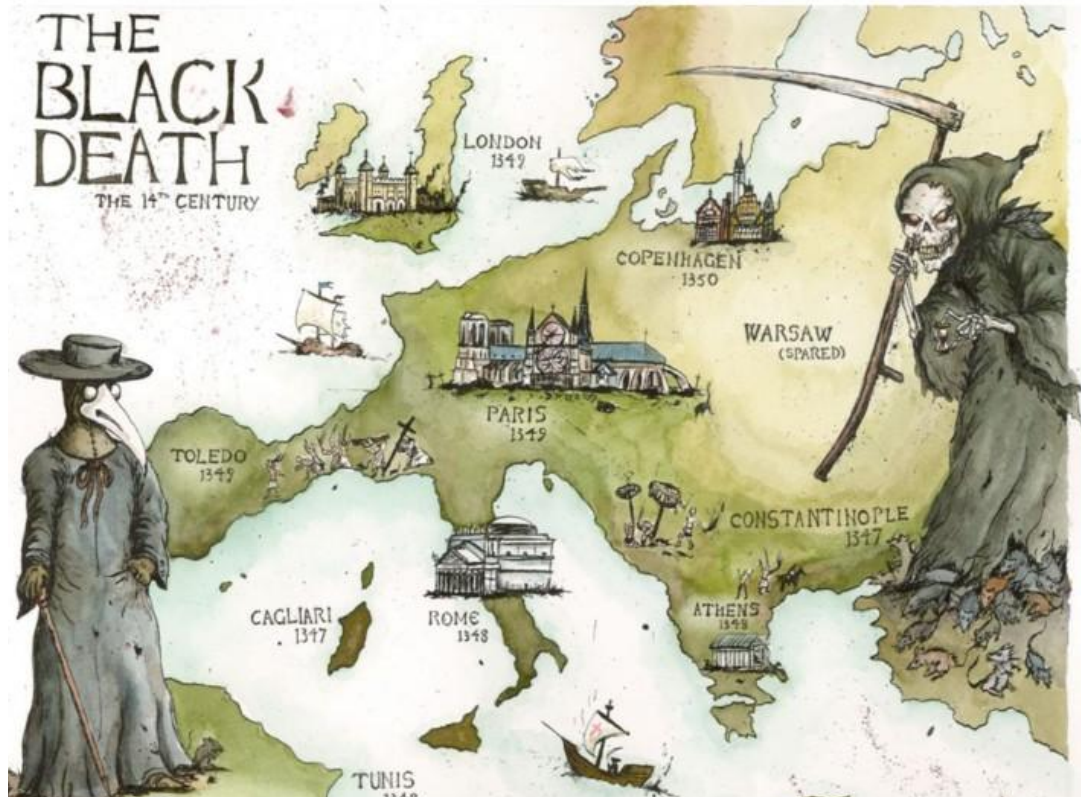 THE
BLACK
DEATH
THE 14TH CENTURY
LONDON
1349
COPENHAGEN
1350
WARSAW
(SPARED)
PARIS
1349
TOLEDO
1349
CONSTANTINOPLE
1347
CAGLIARI
1347
ROME
1348
ATHENS
1348
TUNIS